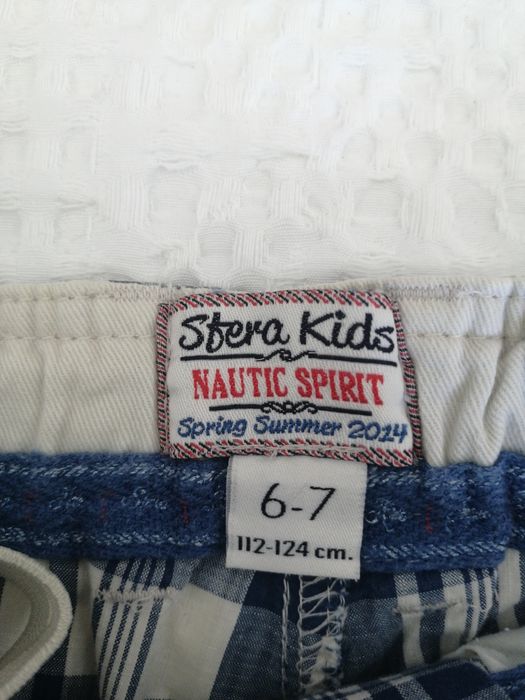 Sfera Kids
NAUTIC SPIRIT
Spring Summer 2014
6-7
112-124 cm.